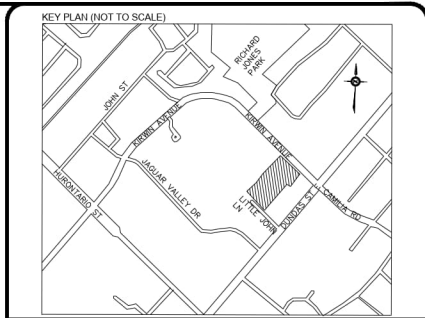 KEY PLAN (NOT TO SCALE)
RICHARD
JONES
PARK
JOHN ST
KIRWIN AVENUE
KIRWIN AVENUE
JAGUAR VALLEY DR
HURONTARIO ST
LITTLE JOHN
LN
DUNDAS ST
CAMILIA RD